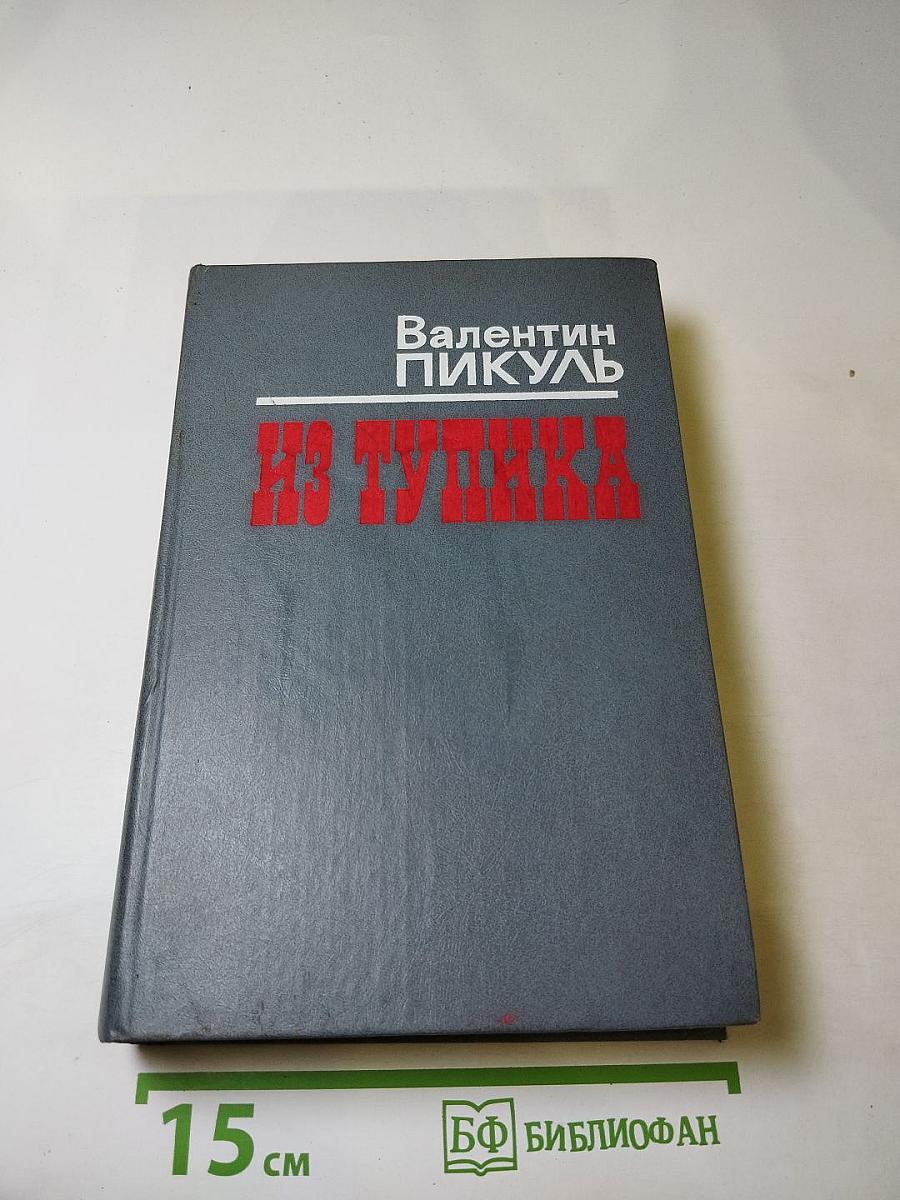 Валентин
ПИКУЛЬ
ИЗ ТУПИКА
15 см
БФ БИБЛИОФАН